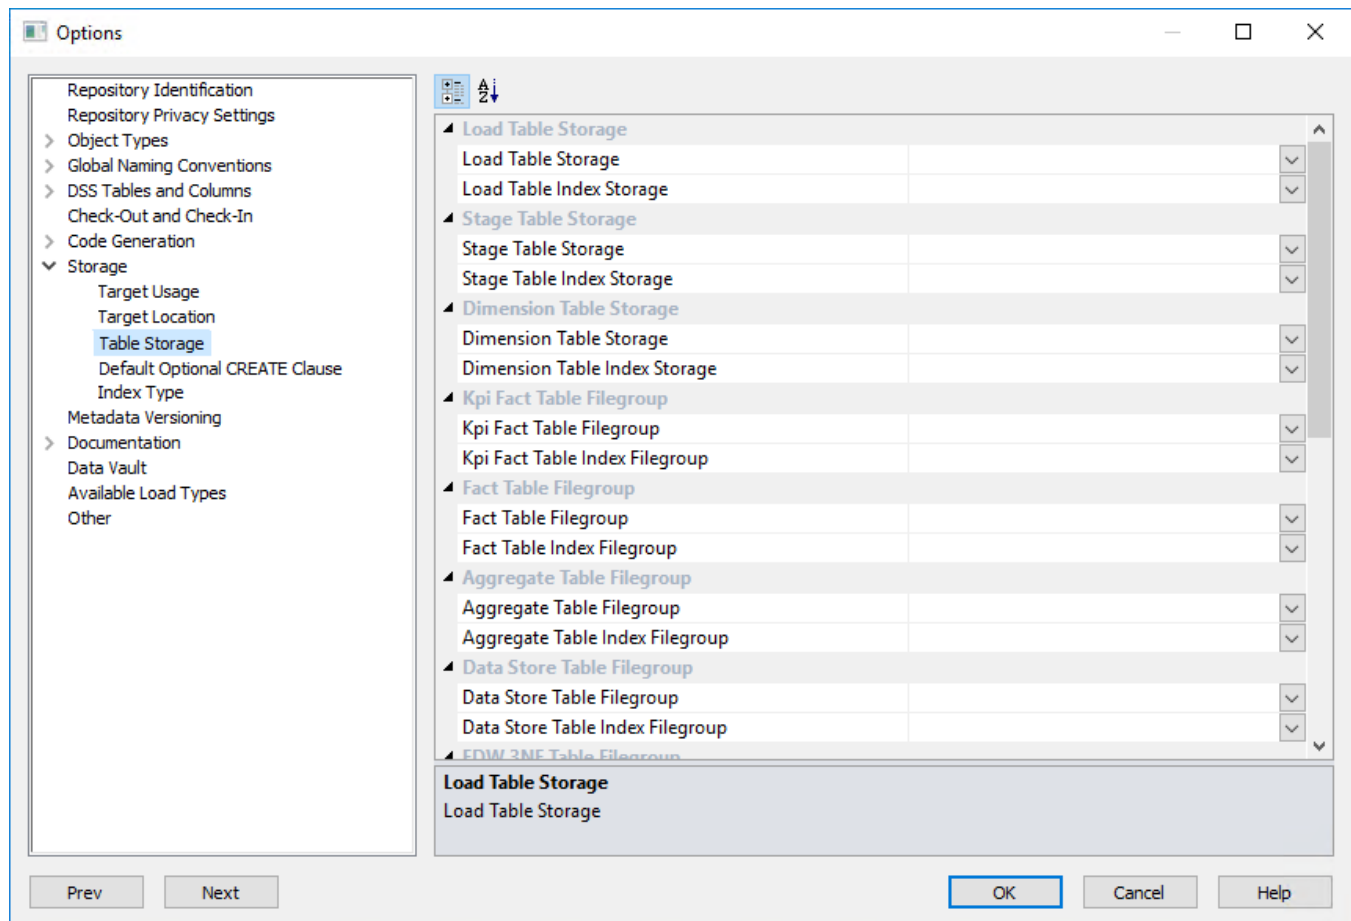 Options
Repository Identification
Repository Privacy Settings
Object Types
Global Naming Conventions
DSS Tables and Columns
Check-Out and Check-In
Code Generation
Storage
Target Usage
Target Location
Table Storage
Default Optional CREATE Clause
Index Type
Metadata Versioning
Documentation
Data Vault
Available Load Types
Other
A
Z
Load Table Storage
Load Table Storage
Load Table Index Storage
Stage Table Storage
Stage Table Storage
Stage Table Index Storage
Dimension Table Storage
Dimension Table Storage
Dimension Table Index Storage
Kpi Fact Table Filegroup
Kpi Fact Table Filegroup
Kpi Fact Table Index Filegroup
Fact Table Filegroup
Fact Table Filegroup
Fact Table Index Filegroup
Aggregate Table Filegroup
Aggregate Table Filegroup
Aggregate Table Index Filegroup
Data Store Table Filegroup
Data Store Table Filegroup
Data Store Table Index Filegroup
EDW 3NF Table Filegroup
Load Table Storage
Load Table Storage
Prev Next OK Cancel Help